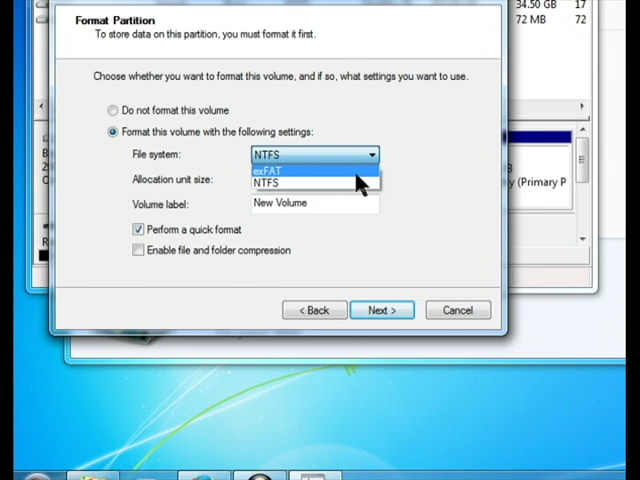 34.50 GB 17
72 MB 72
Format Partition
To store data on this partition, you must format it first.
Choose whether you want to format this volume, and if so, what settings you want to use.
Do not format this volume
Format this volume with the following settings:
File system: NTFS
exFAT
NTFS
Allocation unit size:
Volume label: New Volume
Perform a quick format
Enable file and folder compression
y (Primary P
< Back Next > Cancel